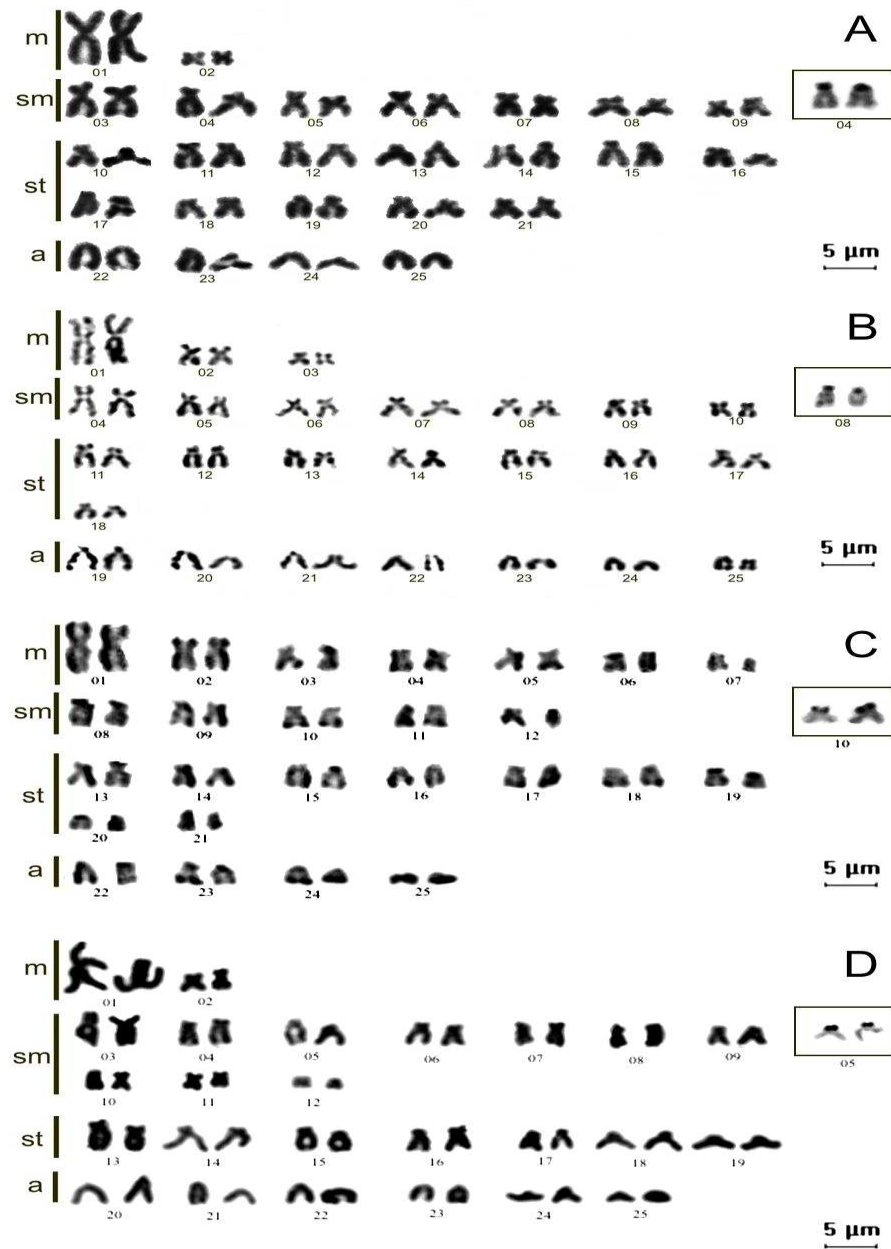 A
m
01 02
sm
03 04 05 06 07 08 09
04
st
10 11 12 13 14 15 16
17 18 19 20 21
a
22 23 24 25
5 µm
B
m
01 02 03
sm
04 05 06 07 08 09 10
08
st
11 12 13 14 15 16 17
18
a
19 20 21 22 23 24 25
5 µm
C
m
01 02 03 04 05 06 07
sm
08 09 10 11 12
10
st
13 14 15 16 17 18 19
20 21
a
22 23 24 25
5 µm
D
m
01 02
sm
03 04 05 06 07 08 09
05
10 11 12
st
13 14 15 16 17 18 19
a
20 21 22 23 24 25
5 µm